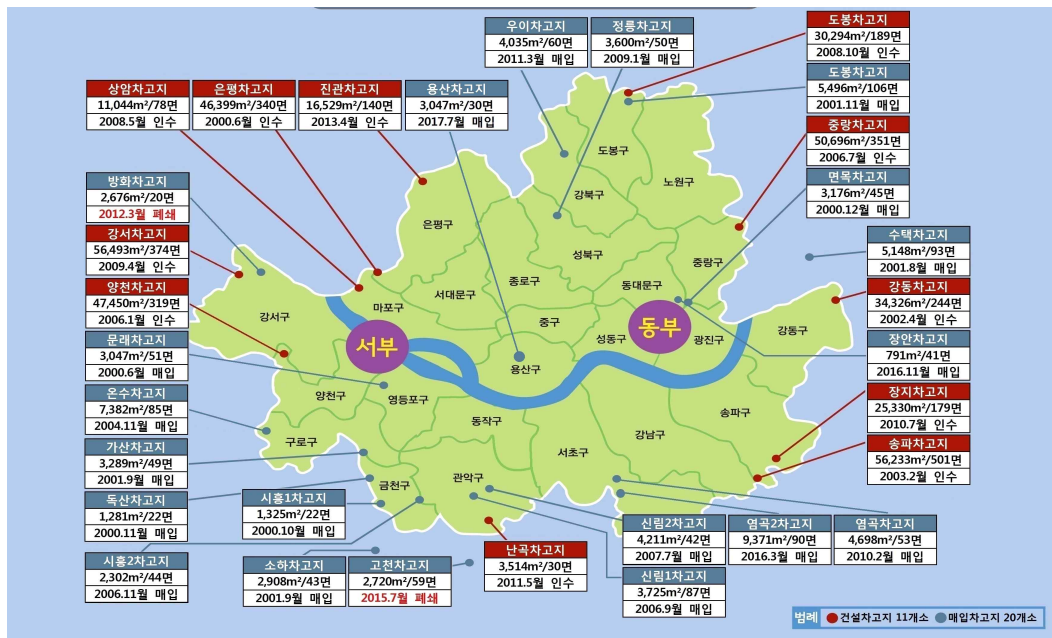 우이차고지
4,035m²/60면
2011.3월 매입
정릉차고지
3,600m²/50면
2009.1월 매입
도봉차고지
30,294m²/189면
2008.10월 인수
도봉차고지
5,496m²/106면
2001.11월 매입
상암차고지
11,044m²/78면
2008.5월 인수
은평차고지
46,399m²/340면
2000.6월 인수
진관차고지
16,529m²/140면
2013.4월 인수
용산차고지
3,047m²/30면
2017.7월 매입
중랑차고지
50,696m²/351면
2006.7월 인수
면목차고지
3,176m²/45면
2000.12월 매입
방화차고지
2,676m²/20면
2012.3월 폐쇄
강서차고지
56,493m²/374면
2009.4월 인수
수택차고지
5,148m²/93면
2001.8월 매입
양천차고지
47,450m²/319면
2006.1월 인수
강동차고지
34,326m²/244면
2002.4월 인수
문래차고지
3,047m²/51면
2000.6월 매입
장안차고지
791m²/41면
2016.11월 매입
온수차고지
7,382m²/85면
2004.11월 매입
장지차고지
25,330m²/179면
2010.7월 인수
가산차고지
3,289m²/49면
2001.9월 매입
송파차고지
56,233m²/501면
2003.2월 인수
독산차고지
1,281m²/22면
2000.11월 매입
시흥1차고지
1,325m²/22면
2000.10월 매입
시흥2차고지
2,302m²/44면
2006.11월 매입
소하차고지
2,908m²/43면
2001.9월 매입
고천차고지
2,720m²/59면
2015.7월 폐쇄
난곡차고지
3,514m²/30면
2011.5월 인수
신림2차고지
4,211m²/42면
2007.7월 매입
염곡2차고지
9,371m²/90면
2016.3월 매입
염곡차고지
4,698m²/53면
2010.2월 매입
신림1차고지
3,725m²/87면
2006.9월 매입
도봉구
노원구
강북구
은평구
성북구
중랑구
종로구
서대문구
동대문구
마포구
중구
강서구
서부
동부
성동구
광진구
강동구
용산구
양천구
영등포구
동작구
송파구
구로구
강남구
서초구
관악구
금천구
범례
건설차고지 11개소
매입차고지 20개소